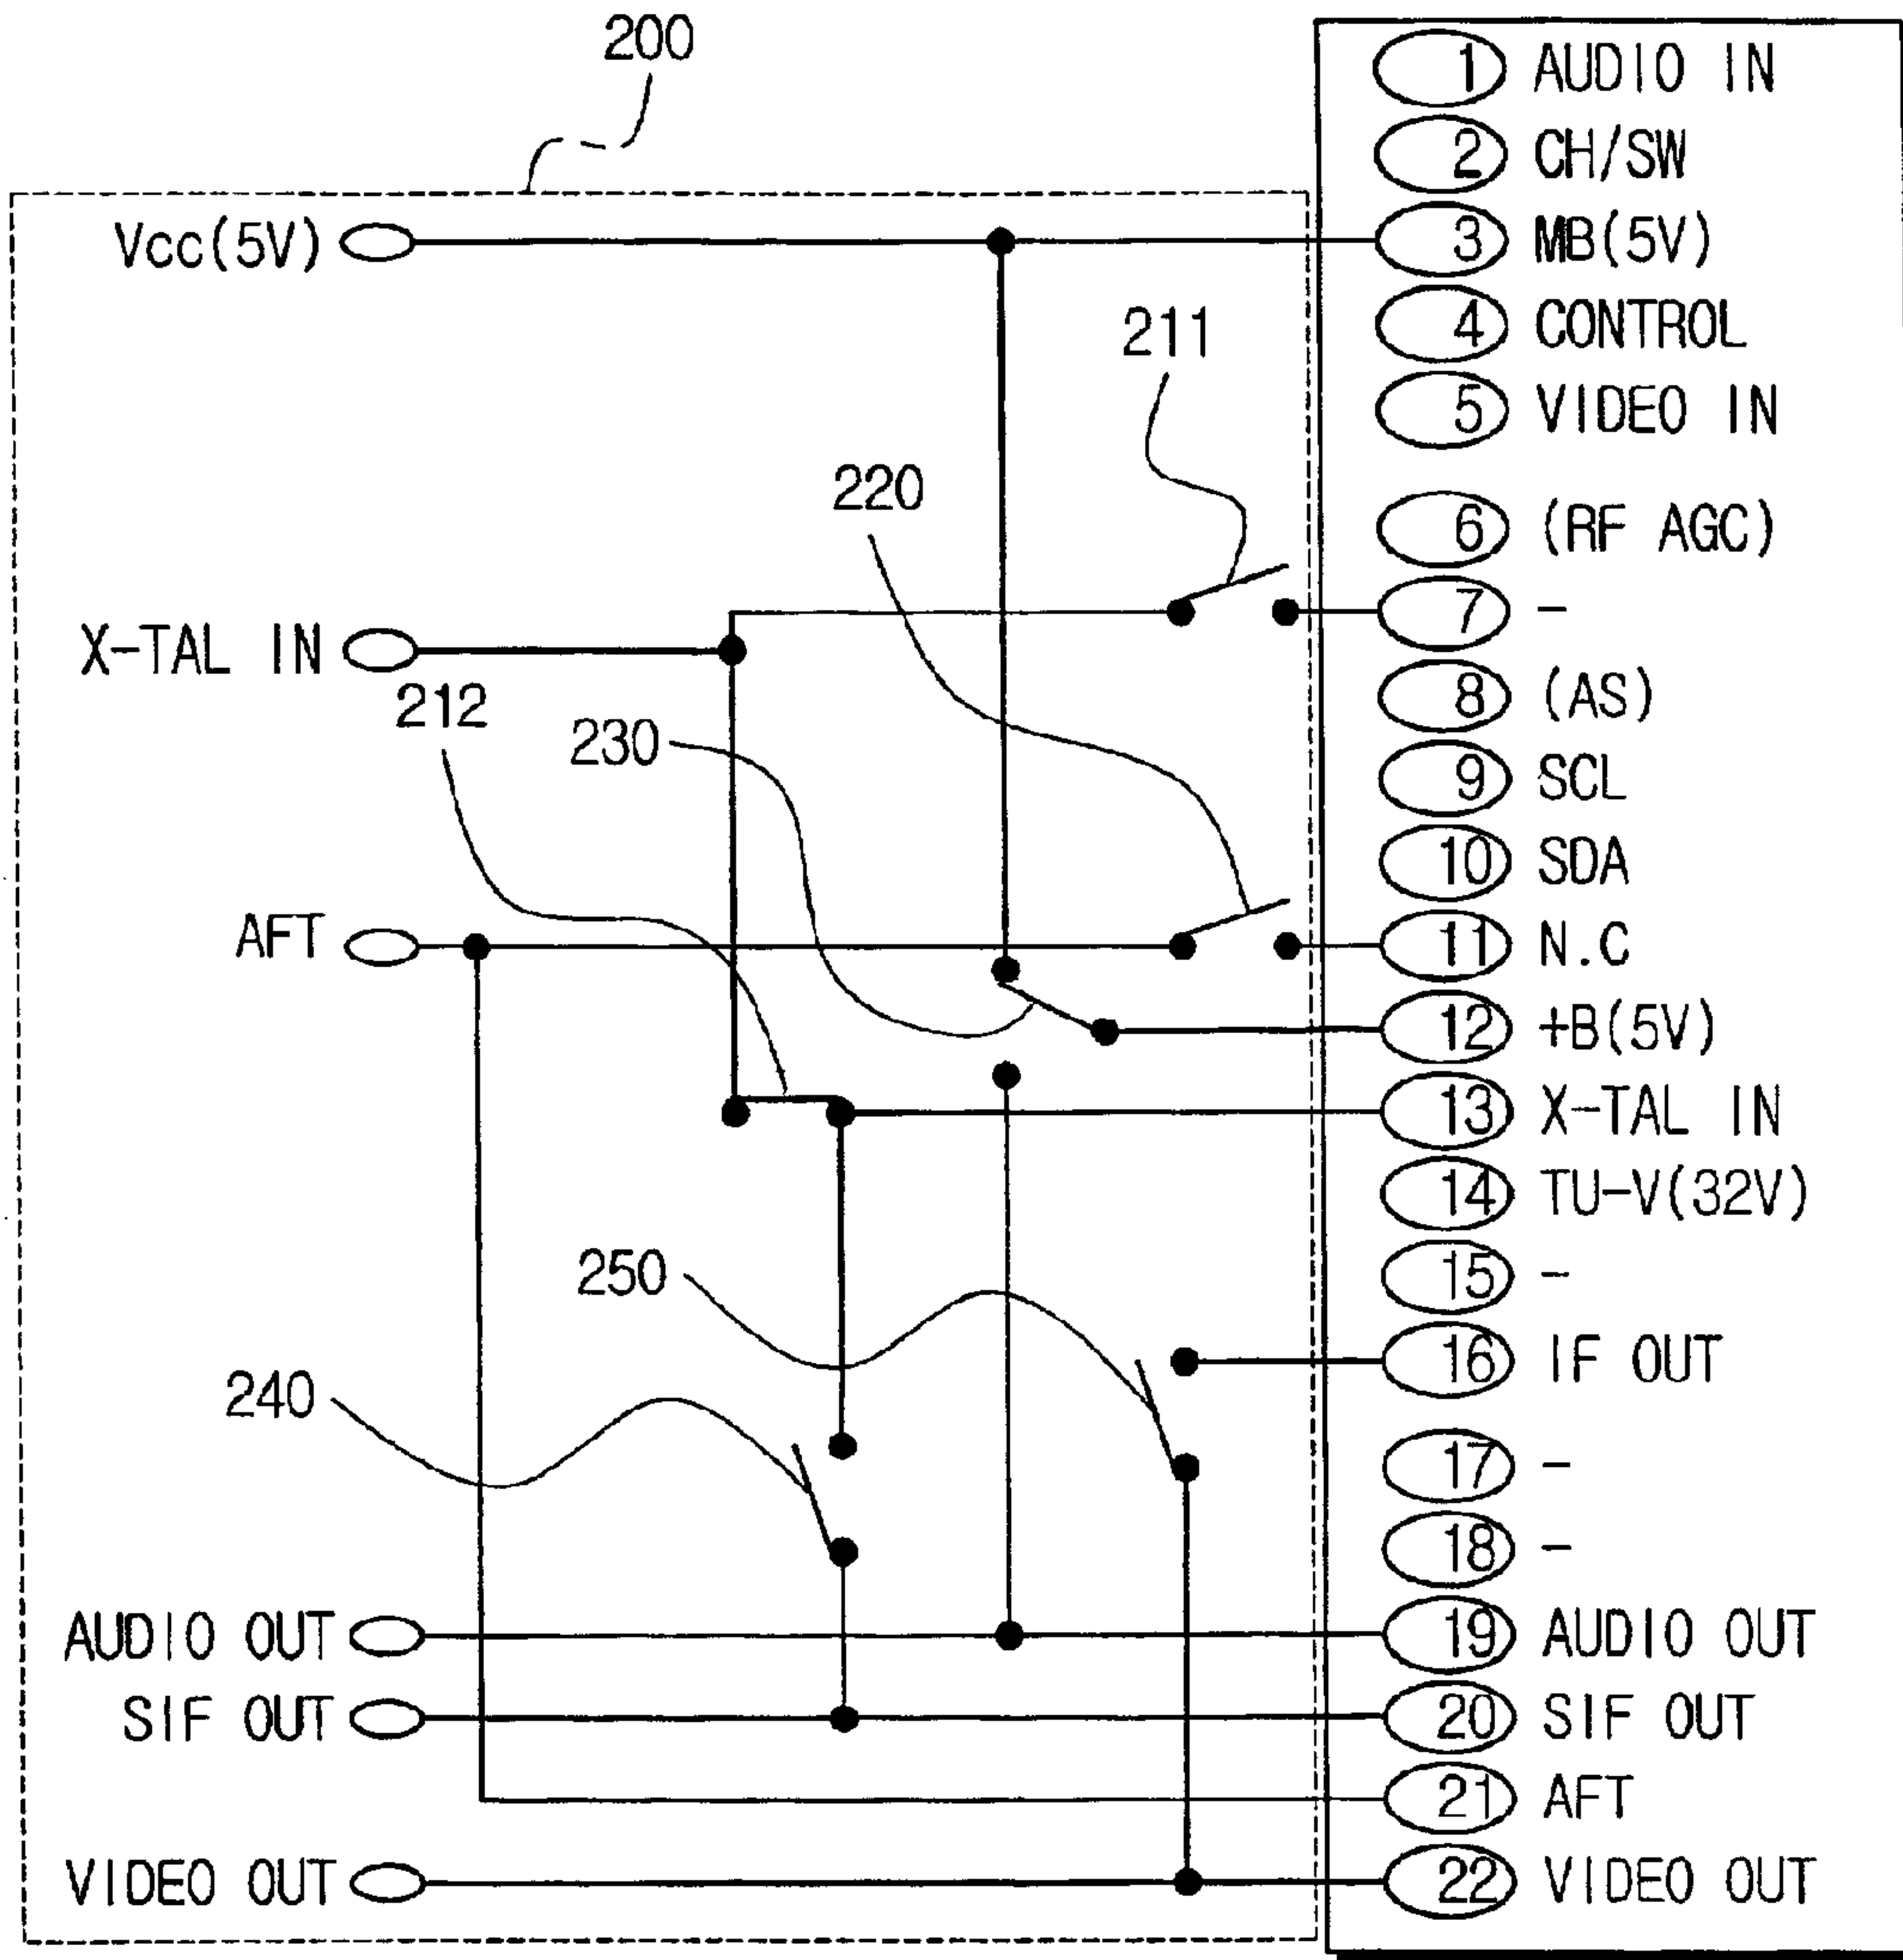 200
1 AUDIO IN
2 CH/SW
Vcc(5V) 3 MB(5V)
4 CONTROL
211
5 VIDEO IN
220
6 (RF AGC)
7 -
X-TAL IN
8 (AS)
212
230
9 SCL
10 SDA
AFT 11 N.C
12 +B(5V)
13 X-TAL IN
14 TU-V(32V)
250
15 -
16 IF OUT
240
17 -
18 -
AUDIO OUT 19 AUDIO OUT
SIF OUT 20 SIF OUT
21 AFT
VIDEO OUT 22 VIDEO OUT